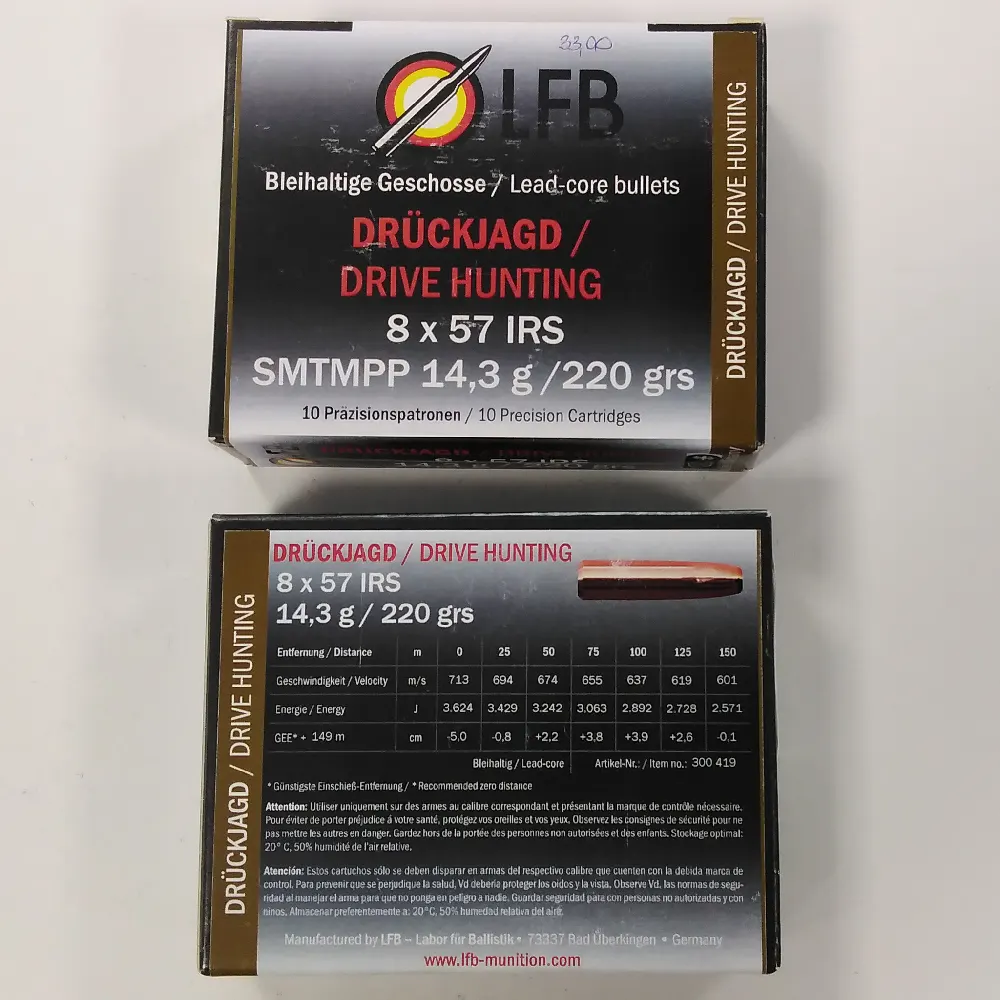 33,00
LFB
Bleihaltige Geschosse / Lead-core bullets
DRÜCKJAGD /
DRIVE HUNTING
8 x 57 IRS
SMTMPP 14,3 g /220 grs
10 Präzisionspatronen / 10 Precision Cartridges
DRÜCKJAGD / DRIVE HUNTING
DRÜCKJAGD / DRIVE HUNTING
8 x 57 IRS
DRÜCKJAGD / DRIVE HUNTING
DRÜCKJAGD / DRIVE HUNTING
8 x 57 IRS
14,3 g / 220 grs
Entfernung / Distance m 0 25 50 75 100 125 150
Geschwindigkeit / Velocity m/s 713 694 674 655 637 619 601
Energie / Energy J 3.624 3.429 3.242 3.063 2.892 2.728 2.571
GEE* + 149 m cm -5,0 -0,8 +2,2 +3,8 +3,9 +2,6 -0,1
Bleihaltig / Lead-core Artikel-Nr.: / Item no.: 300 419
* Günstigste Einschieß-Entfernung / * Recommended zero distance
Attention: Utiliser uniquement sur des armes au calibre correspondant et présentant la marque de contrôle nécessaire.
Pour éviter de porter préjudice á votre santé, protégez vos oreilles et vos yeux. Observez les consignes de sécurité pour ne
pas mettre les autres en danger. Gardez hors de la portée des personnes non autorisées et des enfants. Stockage optimal:
20° C, 50% humidité de l'air relative.
Atención: Estos cartuchos sólo se deben disparar en armas del respectivo calibre que cuenten con la debida marca de
control. Para prevenir que se perjudique la salud, Vd debería proteger los oidos y la vista. Observe Vd. las normas de segu-
ridad al manejar el arma para que no ponga en peligro a nadie. Guardar seguridad para con personas no autorizadas y con
ninos. Almacenar preferentemente a: 20°C, 50% humedad relativa del aire.
Manufactured by LFB – Labor für Ballistik • 73337 Bad Überkingen • Germany
www.lfb-munition.com